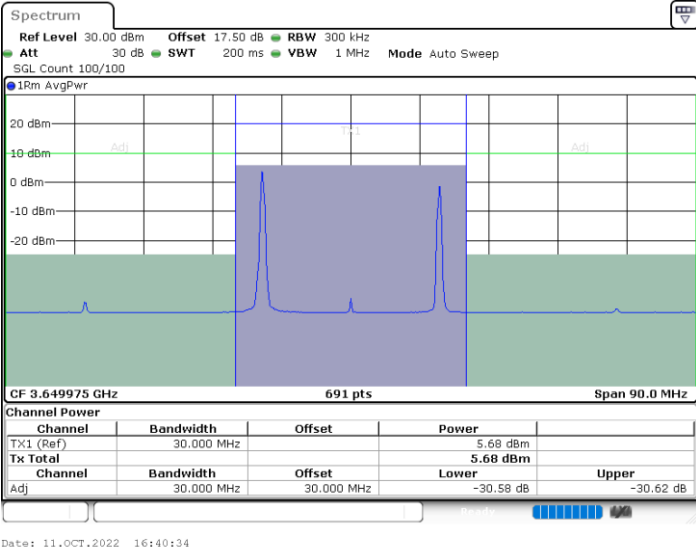 Spectrum
Ref Level 30.00 dBm Offset 17.50 dB RBW 300 kHz
Att 30 dB SWT 200 ms VBW 1 MHz Mode Auto Sweep
SGL Count 100/100
1Rm AvgPwr
20 dBm
TX1
Adj Adj
10 dBm
0 dBm
-10 dBm
-20 dBm
CF 3.649975 GHz 691 pts Span 90.0 MHz
Channel Power
Channel Bandwidth Offset Power
TX1 (Ref) 30.000 MHz 5.68 dBm
Tx Total 5.68 dBm
Channel Bandwidth Offset Lower Upper
Adj 30.000 MHz 30.000 MHz -30.58 dB -30.62 dB
Ready
Date: 11.OCT.2022 16:40:34